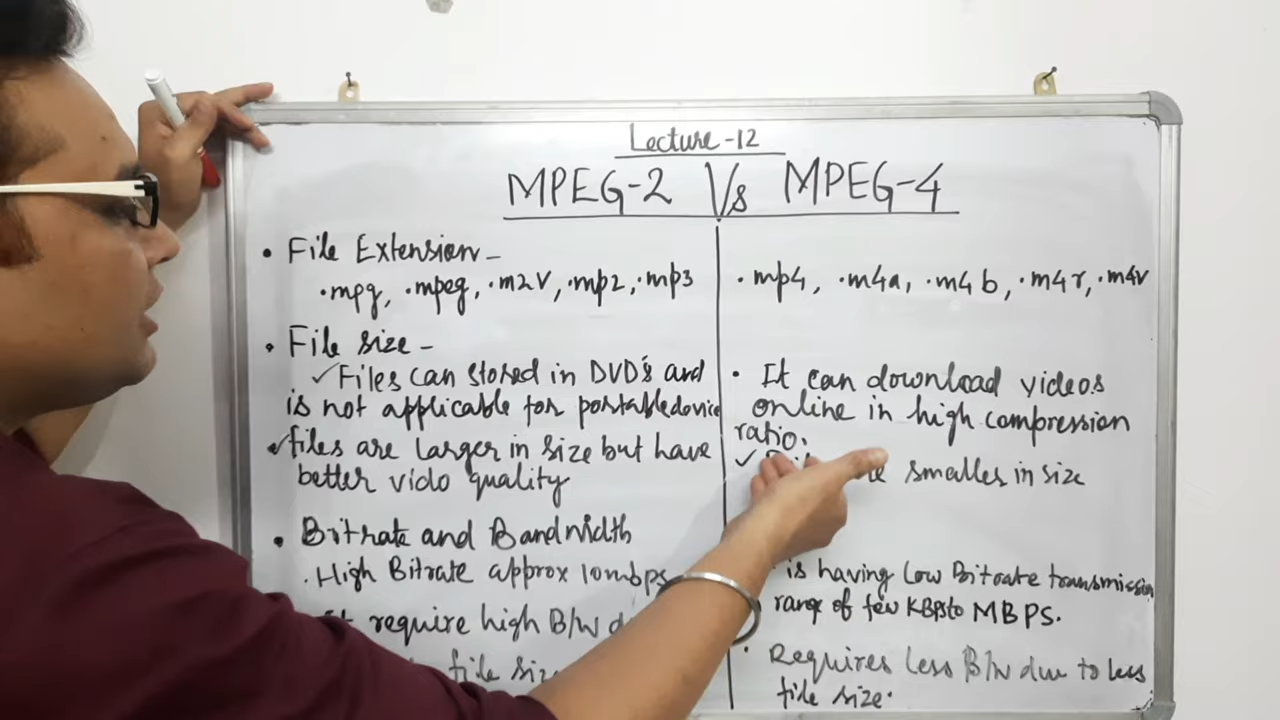 Lecture -12
MPEG-2 Vs MPEG-4
• File Extension -
.mpg, .mpeg, .m2v, .mp2, .mp3
• File size -
✓Files can stored in DVD's and
is not applicable for portable device
✓files are larger in size but have
better vido quality
• Bitrate and Bandwidth
. High Bitrate approx 10mbps
require high B/W
file
.mp4, .m4a, .m4b, .m4r, .m4v
• It can download videos
online in high compression
ratio.
✓ smaller in size
is having low Bitrate transmission
range of few KBPS to MBPS.
• Requires less B/w due to less
file size.